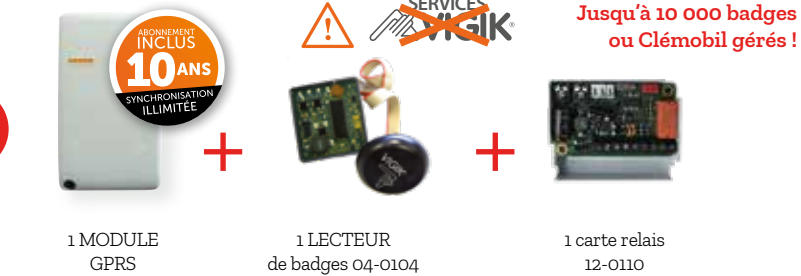 ABONNEMENT
INCLUS
10 ANS
SYNCHRONISATION
ILLIMITÉE
SERVICES
VIGIK®
Jusqu’à 10 000 badges
ou Clémobil gérés !
+
VIGIK
+
1 MODULE
GPRS
1 LECTEUR
de badges 04-0104
1 carte relais
12-0110